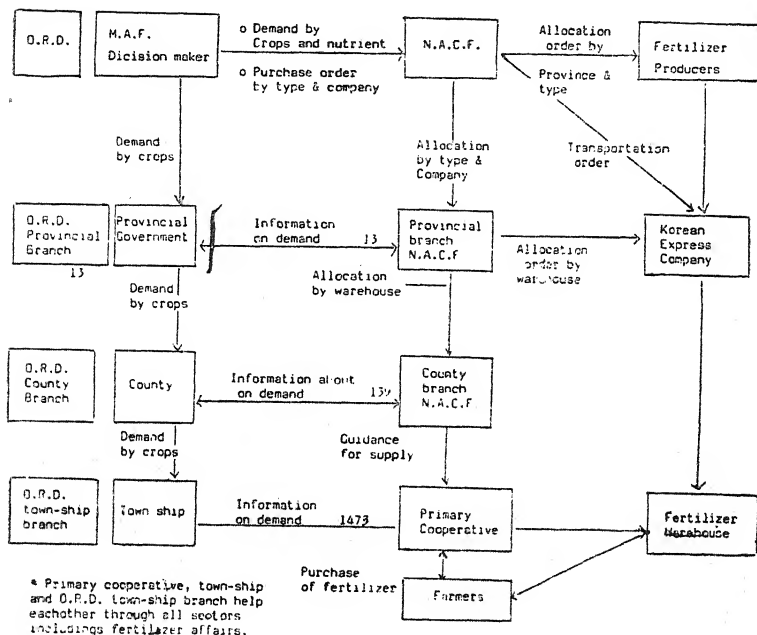 O.R.D.
M.A.F.
Dicision maker
o Demand by
Crops and nutrient
o Purchase order
by type & company
N.A.C.F.
Allocation
order by
Province &
type
Fertilizer
Producers
Demand
by crops
Allocation
by type &
Company
Transportation
order
O.R.D.
Provincial
Branch
13
Provincial
Government
Information
on demand 13
Provincial
branch
N.A.C.F
Allocation
order by
warehouse
Korean
Express
Company
Demand
by crops
Allocation
by warehouse
O.R.D.
County
Branch
County
Information about
on demand 139
County
branch
N.A.C.F.
Demand
by crops
Guidance
for supply
O.R.D.
town-ship
branch
Town ship
Information
on demand 1473
Primary
Cooperative
Fertilizer
Warehouse
Purchase
of fertilizer
Farmers
* Primary cooperative, town-ship
and O.R.D. town-ship branch help
eachother through all sectors
includings fertilizer affairs.